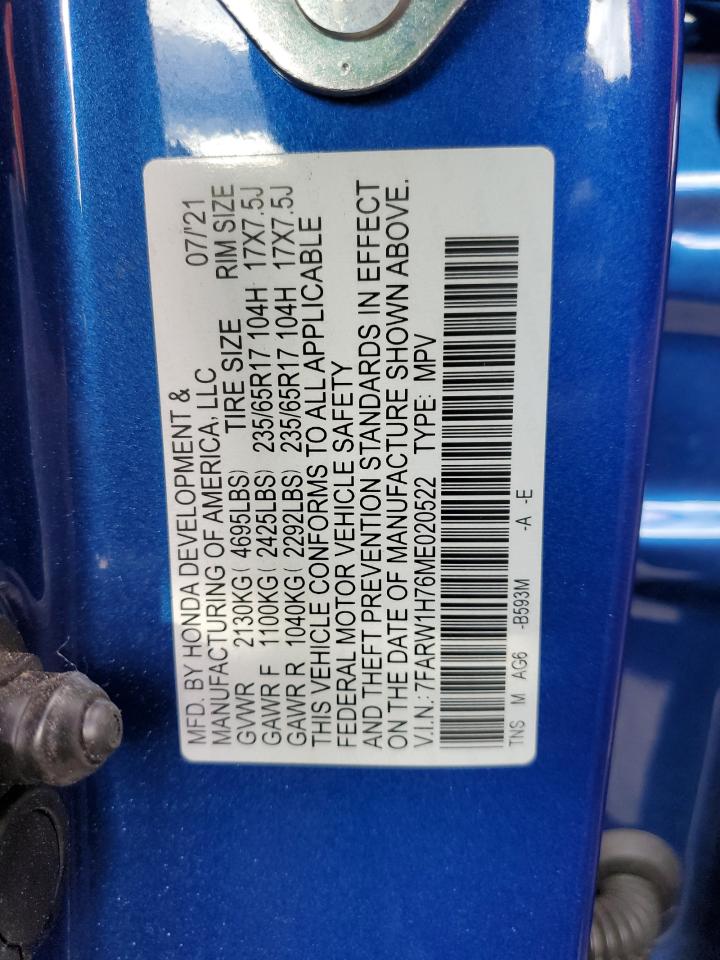 MFD. BY HONDA DEVELOPMENT &
MANUFACTURING OF AMERICA, LLC 07/'21
GVWR 2130KG( 4695LBS) TIRE SIZE RIM SIZE
GAWR F 1100KG( 2425LBS) 235/65R17 104H 17X7.5J
GAWR R 1040KG( 2292LBS) 235/65R17 104H 17X7.5J
THIS VEHICLE CONFORMS TO ALL APPLICABLE
FEDERAL MOTOR VEHICLE SAFETY
AND THEFT PREVENTION STANDARDS IN EFFECT
ON THE DATE OF MANUFACTURE SHOWN ABOVE.
V.I.N.: 7FARW1H76ME020522 TYPE: MPV
TNS M AG6 -B593M -A -E